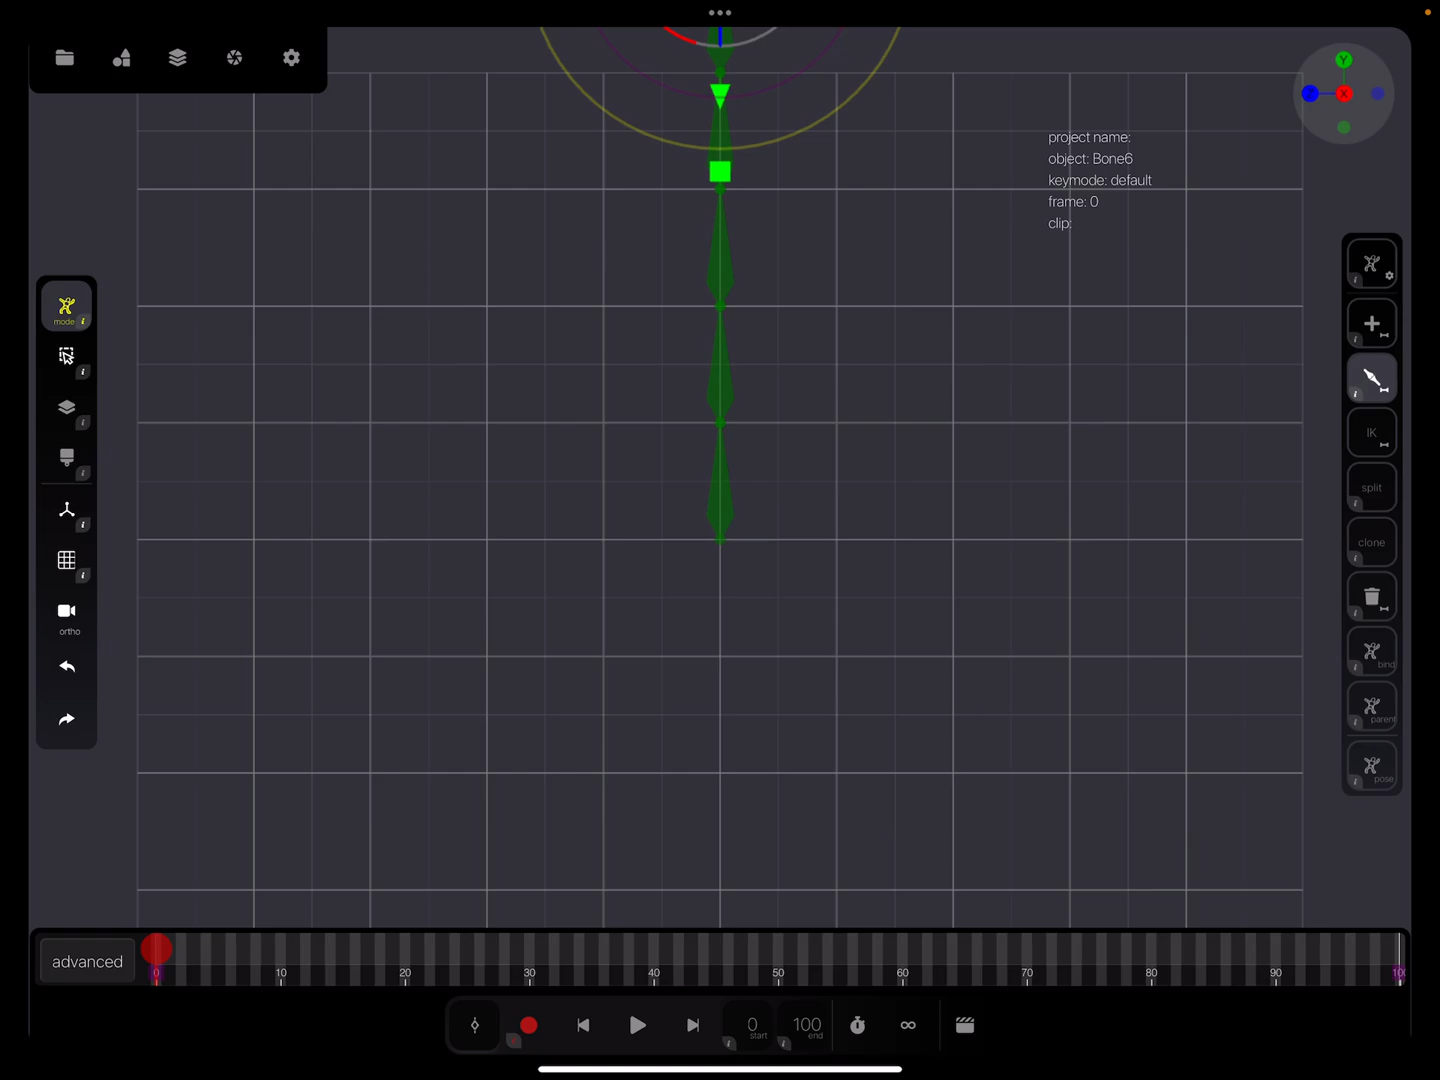 Y
Z
X
project name:
object: Bone6
keymode: default
frame: 0
clip:
mode
i
i
i
i
i
i
ortho
i
i
i
IK
split
i
clone
i
i
bind
i
parent
i
pose
i
advanced
0
10
20
30
40
50
60
70
80
90
100
0
start
i
100
end
i